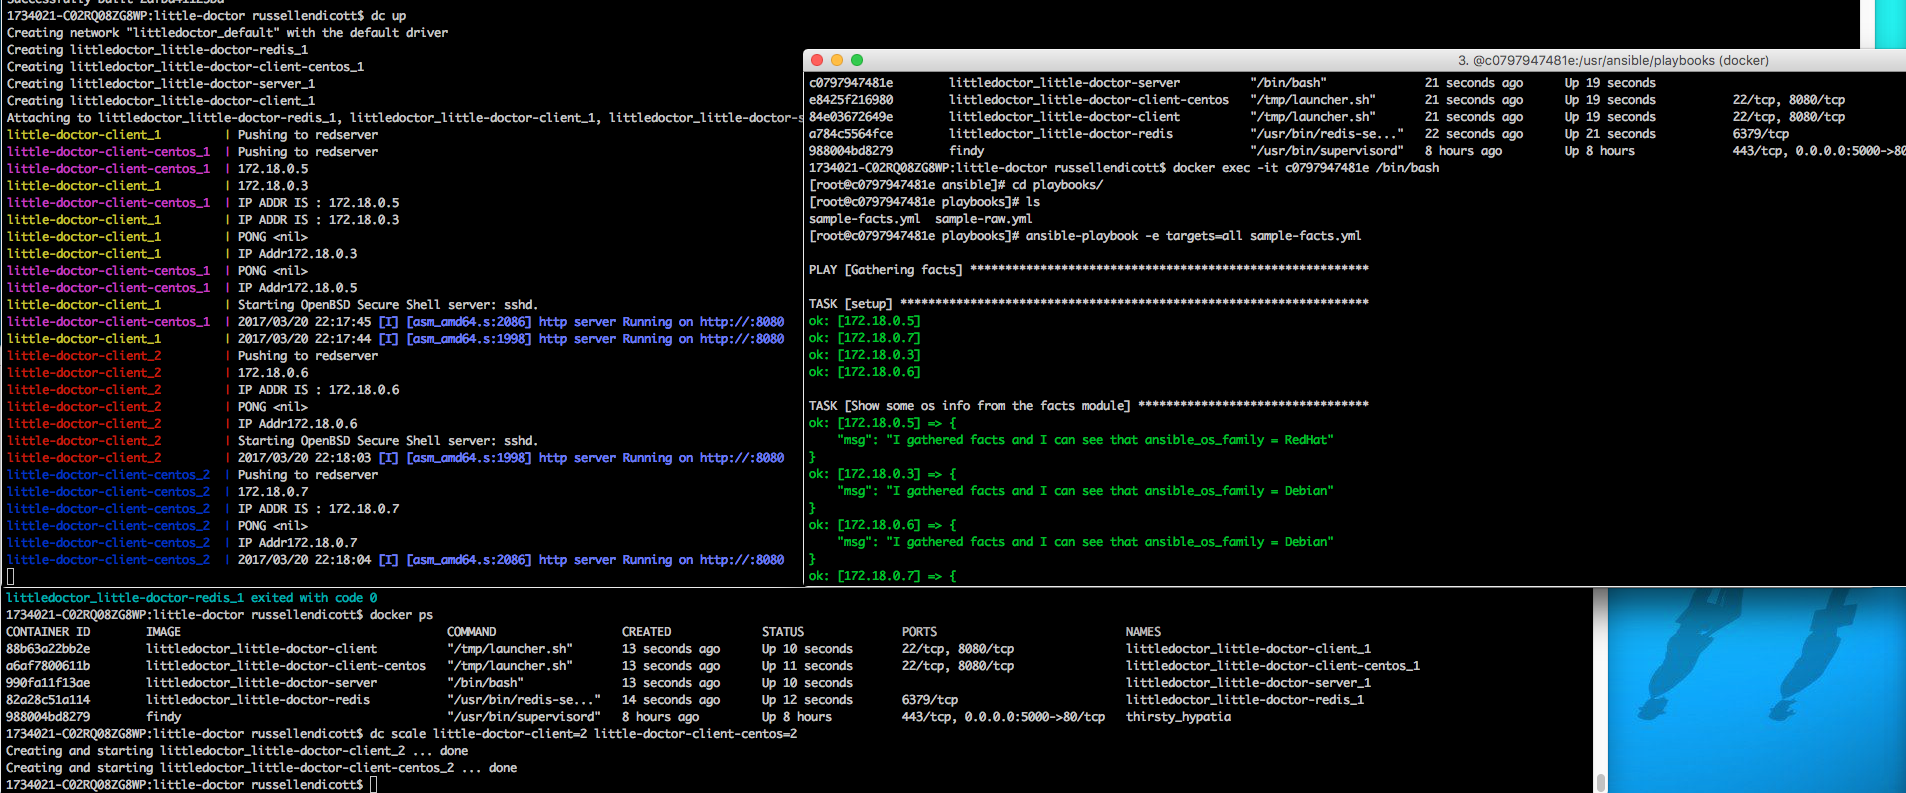 Successfully built 2dfbd41125bd
1734021-C02RQ08ZG8WP:little-doctor russellendicott$ dc up
Creating network "littledoctor_default" with the default driver
Creating littledoctor_little-doctor-redis_1
Creating littledoctor_little-doctor-client-centos_1
Creating littledoctor_little-doctor-server_1
Creating littledoctor_little-doctor-client_1
Attaching to littledoctor_little-doctor-redis_1, littledoctor_little-doctor-client_1, littledoctor_little-doctor-s
little-doctor-client_1 | Pushing to redserver
little-doctor-client-centos_1 | Pushing to redserver
little-doctor-client-centos_1 | 172.18.0.5
little-doctor-client_1 | 172.18.0.3
little-doctor-client-centos_1 | IP ADDR IS : 172.18.0.5
little-doctor-client_1 | IP ADDR IS : 172.18.0.3
little-doctor-client_1 | PONG <nil>
little-doctor-client_1 | IP Addr172.18.0.3
little-doctor-client-centos_1 | PONG <nil>
little-doctor-client-centos_1 | IP Addr172.18.0.5
little-doctor-client_1 | Starting OpenBSD Secure Shell server: sshd.
little-doctor-client-centos_1 | 2017/03/20 22:17:45 [I] [asm_amd64.s:2086] http server Running on http://:8080
little-doctor-client_1 | 2017/03/20 22:17:44 [I] [asm_amd64.s:1998] http server Running on http://:8080
little-doctor-client_2 | Pushing to redserver
little-doctor-client_2 | 172.18.0.6
little-doctor-client_2 | IP ADDR IS : 172.18.0.6
little-doctor-client_2 | PONG <nil>
little-doctor-client_2 | IP Addr172.18.0.6
little-doctor-client_2 | Starting OpenBSD Secure Shell server: sshd.
little-doctor-client_2 | 2017/03/20 22:18:03 [I] [asm_amd64.s:1998] http server Running on http://:8080
little-doctor-client-centos_2 | Pushing to redserver
little-doctor-client-centos_2 | 172.18.0.7
little-doctor-client-centos_2 | IP ADDR IS : 172.18.0.7
little-doctor-client-centos_2 | PONG <nil>
little-doctor-client-centos_2 | IP Addr172.18.0.7
little-doctor-client-centos_2 | 2017/03/20 22:18:04 [I] [asm_amd64.s:2086] http server Running on http://:8080
3. @c0797947481e:/usr/ansible/playbooks (docker)
c0797947481e littledoctor_little-doctor-server "/bin/bash" 21 seconds ago Up 19 seconds
e8425f216980 littledoctor_little-doctor-client-centos "/tmp/launcher.sh" 21 seconds ago Up 19 seconds 22/tcp, 8080/tcp
84e03672649e littledoctor_little-doctor-client "/tmp/launcher.sh" 21 seconds ago Up 19 seconds 22/tcp, 8080/tcp
a784c5564fce littledoctor_little-doctor-redis "/usr/bin/redis-se..." 22 seconds ago Up 21 seconds 6379/tcp
988004bd8279 findy "/usr/bin/supervisord" 8 hours ago Up 8 hours 443/tcp, 0.0.0.0:5000->80
1734021-C02RQ08ZG8WP:little-doctor russellendicott$ docker exec -it c0797947481e /bin/bash
[root@c0797947481e ansible]# cd playbooks/
[root@c0797947481e playbooks]# ls
sample-facts.yml sample-raw.yml
[root@c0797947481e playbooks]# ansible-playbook -e targets=all sample-facts.yml
PLAY [Gathering facts] *********************************************************
TASK [setup] *******************************************************************
ok: [172.18.0.5]
ok: [172.18.0.7]
ok: [172.18.0.3]
ok: [172.18.0.6]
TASK [Show some os info from the facts module] *********************************
ok: [172.18.0.5] => {
"msg": "I gathered facts and I can see that ansible_os_family = RedHat"
}
ok: [172.18.0.3] => {
"msg": "I gathered facts and I can see that ansible_os_family = Debian"
}
ok: [172.18.0.6] => {
"msg": "I gathered facts and I can see that ansible_os_family = Debian"
}
ok: [172.18.0.7] => {
littledoctor_little-doctor-redis_1 exited with code 0
1734021-C02RQ08ZG8WP:little-doctor russellendicott$ docker ps
CONTAINER ID IMAGE COMMAND CREATED STATUS PORTS NAMES
88b63a22bb2e littledoctor_little-doctor-client "/tmp/launcher.sh" 13 seconds ago Up 10 seconds 22/tcp, 8080/tcp littledoctor_little-doctor-client_1
a6af7800611b littledoctor_little-doctor-client-centos "/tmp/launcher.sh" 13 seconds ago Up 11 seconds 22/tcp, 8080/tcp littledoctor_little-doctor-client-centos_1
990fa11f13ae littledoctor_little-doctor-server "/bin/bash" 13 seconds ago Up 10 seconds littledoctor_little-doctor-server_1
82a28c51a114 littledoctor_little-doctor-redis "/usr/bin/redis-se..." 14 seconds ago Up 12 seconds 6379/tcp littledoctor_little-doctor-redis_1
988004bd8279 findy "/usr/bin/supervisord" 8 hours ago Up 8 hours 443/tcp, 0.0.0.0:5000->80/tcp thirsty_hypatia
1734021-C02RQ08ZG8WP:little-doctor russellendicott$ dc scale little-doctor-client=2 little-doctor-client-centos=2
Creating and starting littledoctor_little-doctor-client_2 ... done
Creating and starting littledoctor_little-doctor-client-centos_2 ... done
1734021-C02RQ08ZG8WP:little-doctor russellendicott$